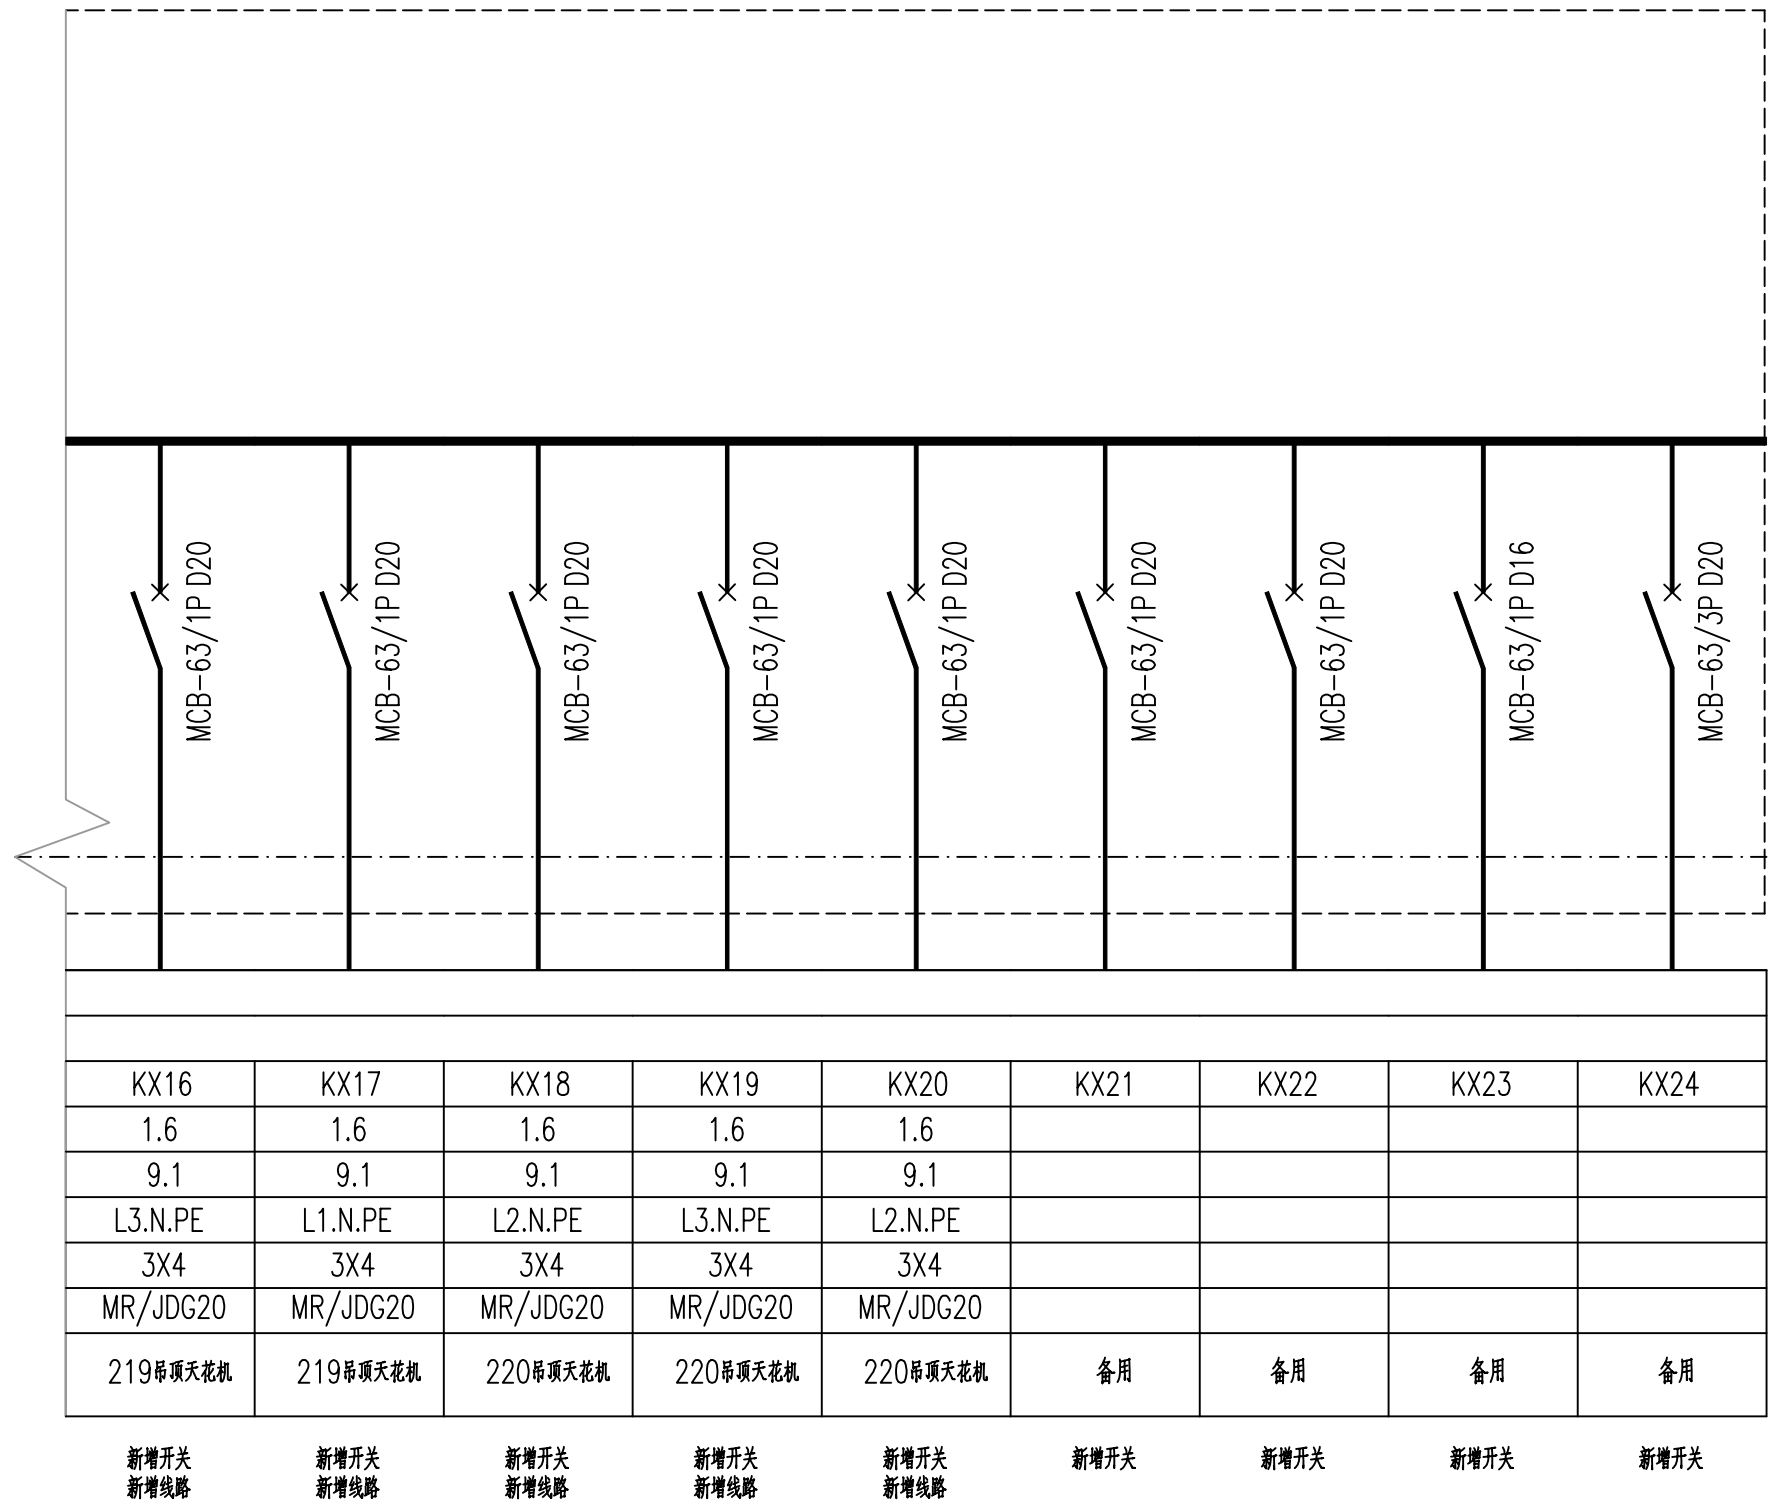 MCB-63/1P D20
MCB-63/1P D20
MCB-63/1P D20
MCB-63/1P D20
MCB-63/1P D20
MCB-63/1P D20
MCB-63/1P D20
MCB-63/1P D16
MCB-63/3P D20
KX16 KX17 KX18 KX19 KX20 KX21 KX22 KX23 KX24
1.6 1.6 1.6 1.6 1.6
9.1 9.1 9.1 9.1 9.1
L3.N.PE L1.N.PE L2.N.PE L3.N.PE L2.N.PE
3X4 3X4 3X4 3X4 3X4
MR/JDG20 MR/JDG20 MR/JDG20 MR/JDG20 MR/JDG20
219吊顶天花机 219吊顶天花机 220吊顶天花机 220吊顶天花机 220吊顶天花机 备用 备用 备用 备用
新增开关 新增开关 新增开关 新增开关 新增开关 新增开关 新增开关 新增开关 新增开关
新增线路 新增线路 新增线路 新增线路 新增线路